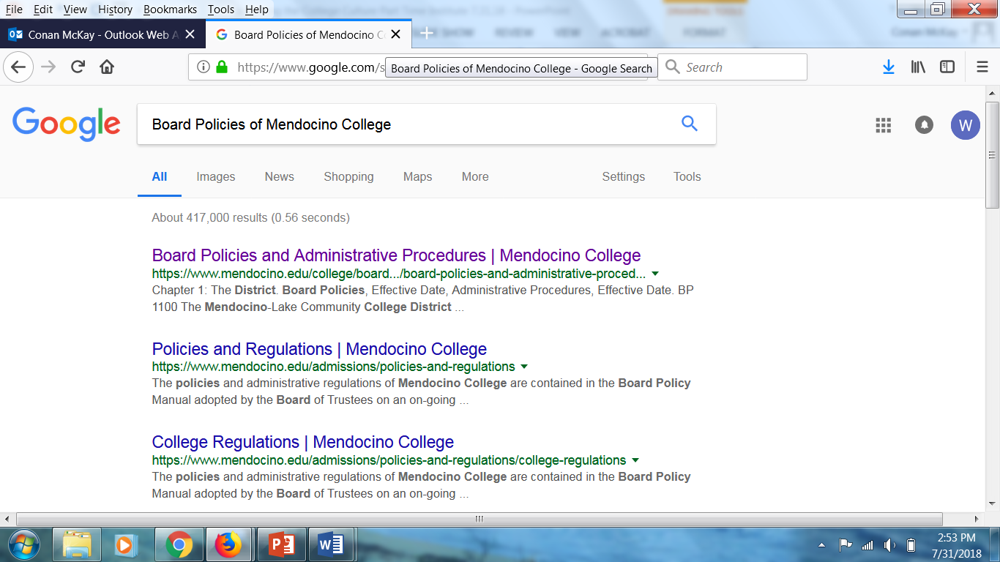 File Edit View History Bookmarks Tools Help
Conan McKay - Outlook Web A
Board Policies of Mendocino C
https://www.google.com/s
Board Policies of Mendocino College - Google Search
Search
Google
Board Policies of Mendocino College
W
All Images News Shopping Maps More Settings Tools
About 417,000 results (0.56 seconds)
Board Policies and Administrative Procedures | Mendocino College
https://www.mendocino.edu/college/board.../board-policies-and-administrative-proced...
Chapter 1: The District. Board Policies, Effective Date, Administrative Procedures, Effective Date. BP
1100 The Mendocino-Lake Community College District ...
Policies and Regulations | Mendocino College
https://www.mendocino.edu/admissions/policies-and-regulations
The policies and administrative regulations of Mendocino College are contained in the Board Policy
Manual adopted by the Board of Trustees on an on-going ...
College Regulations | Mendocino College
https://www.mendocino.edu/admissions/policies-and-regulations/college-regulations
The policies and administrative regulations of Mendocino College are contained in the Board Policy
Manual adopted by the Board of Trustees on an on-going ...
2:53 PM
7/31/2018